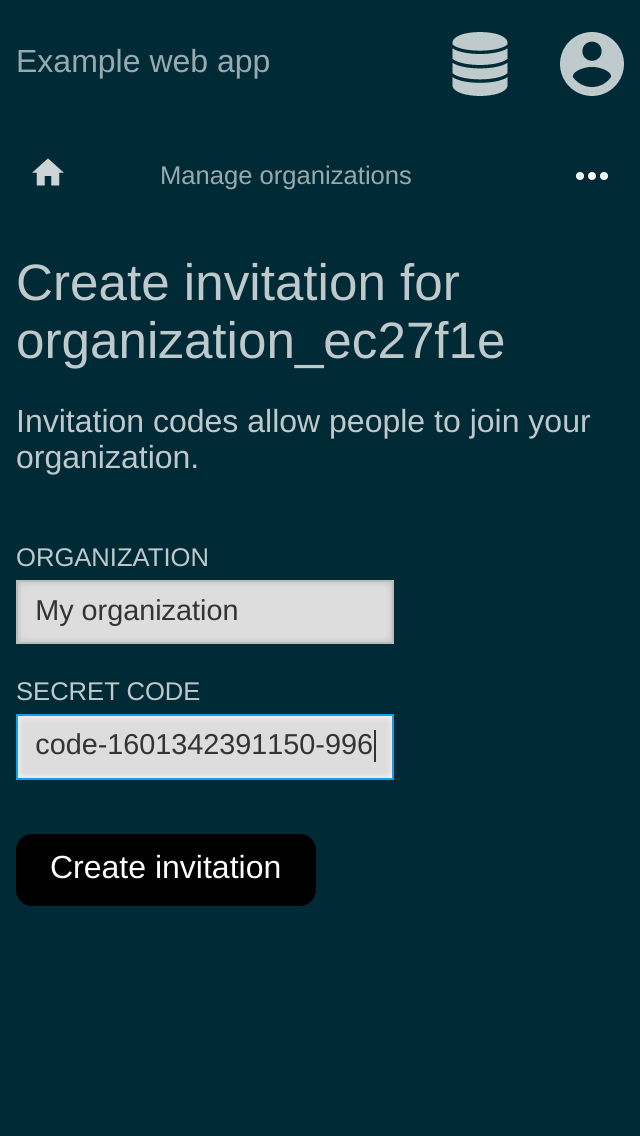 Example web app
Manage organizations
Create invitation for
organization_ec27f1e
Invitation codes allow people to join your
organization.
ORGANIZATION
My organization
SECRET CODE
code-1601342391150-996
Create invitation